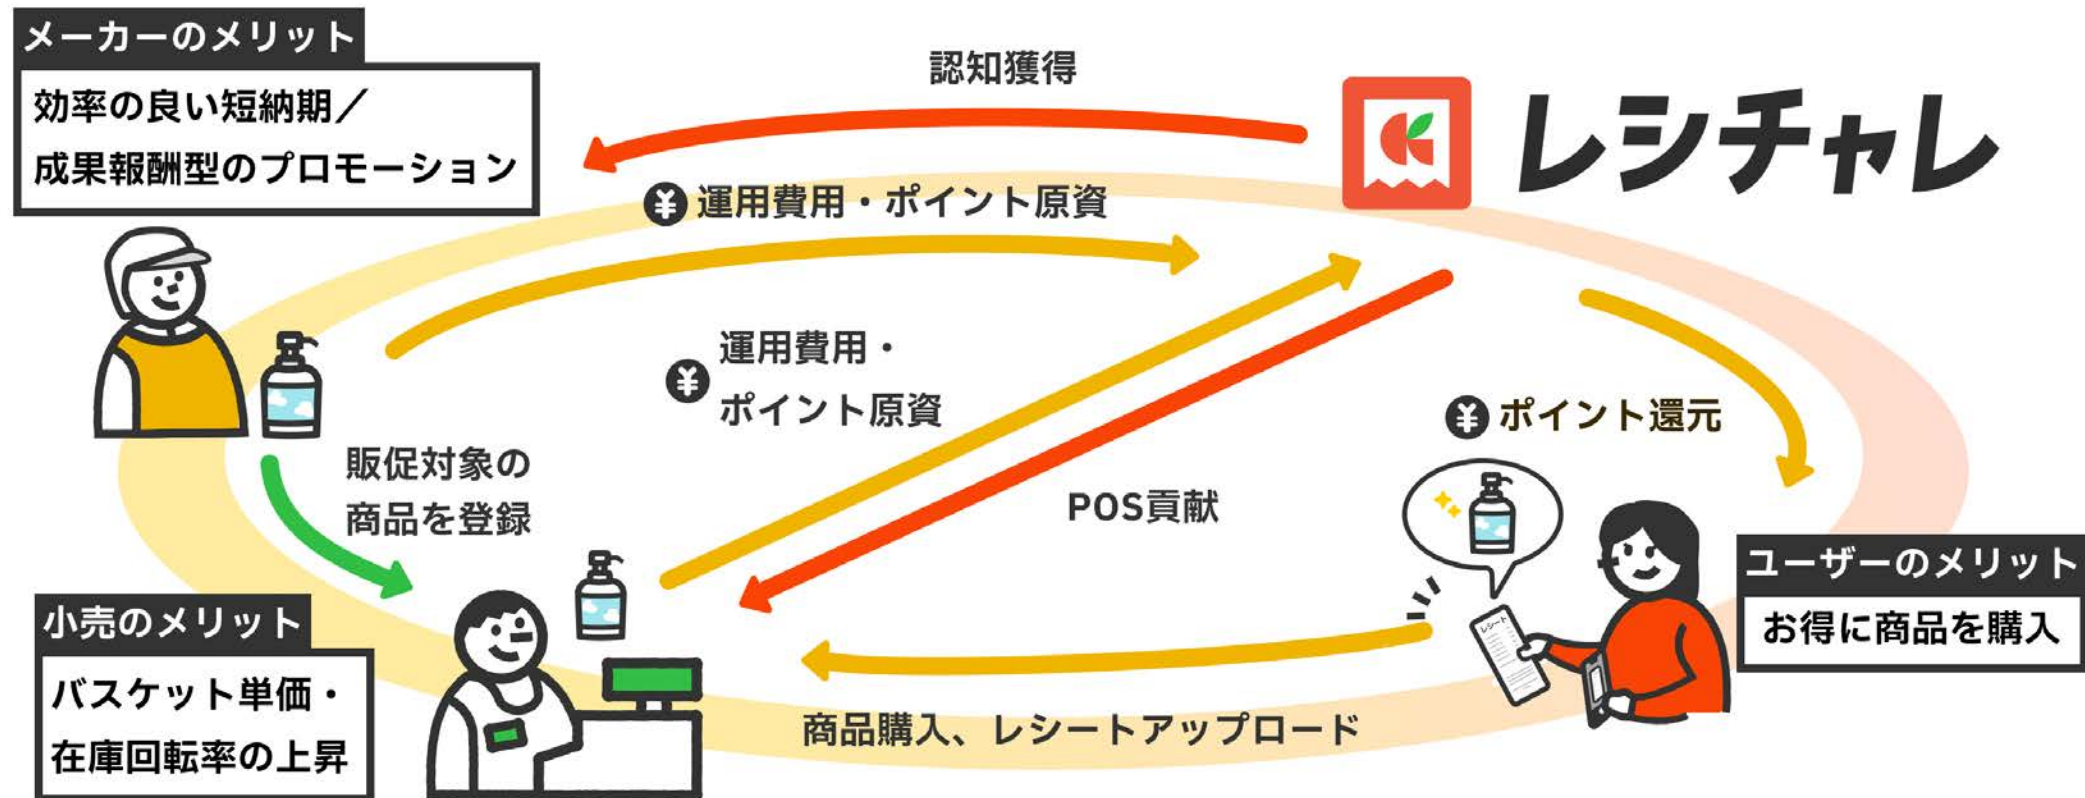 メーカーのメリット
効率の良い短納期／
成果報酬型のプロモーション
認知獲得
レシチャレ
¥ 運用費用・ポイント原資
¥ 運用費用・
ポイント原資
¥ ポイント還元
販促対象の
商品を登録
POS貢献
レシート
ユーザーのメリット
お得に商品を購入
小売のメリット
バスケット単価・
在庫回転率の上昇
商品購入、レシートアップロード